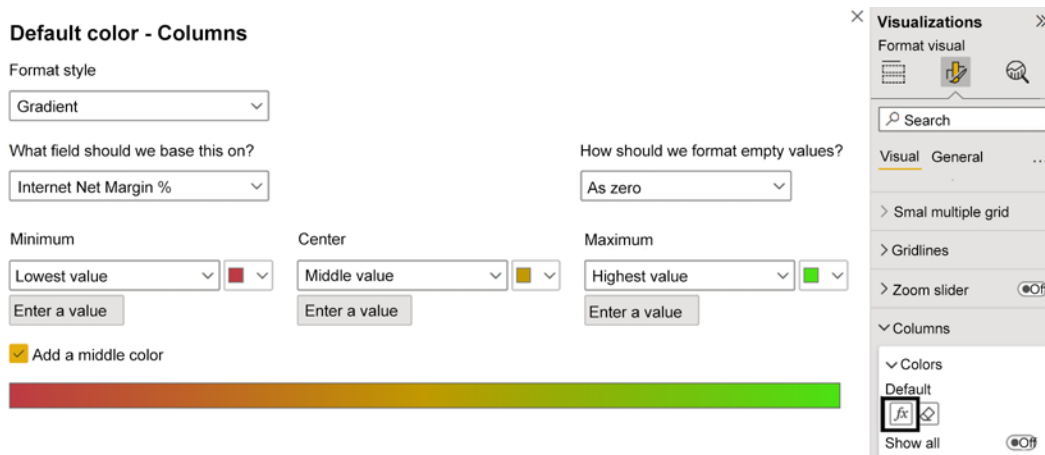 Default color - Columns
Format style
Gradient
What field should we base this on?
How should we format empty values?
Internet Net Margin %
As zero
Minimum
Center
Maximum
Lowest value
Middle value
Highest value
Enter a value
Enter a value
Enter a value
Add a middle color
Visualizations
Format visual
Search
Visual General ...
Smal multiple grid
Gridlines
Zoom slider Off
Columns
Colors
Default
fx
Show all Off